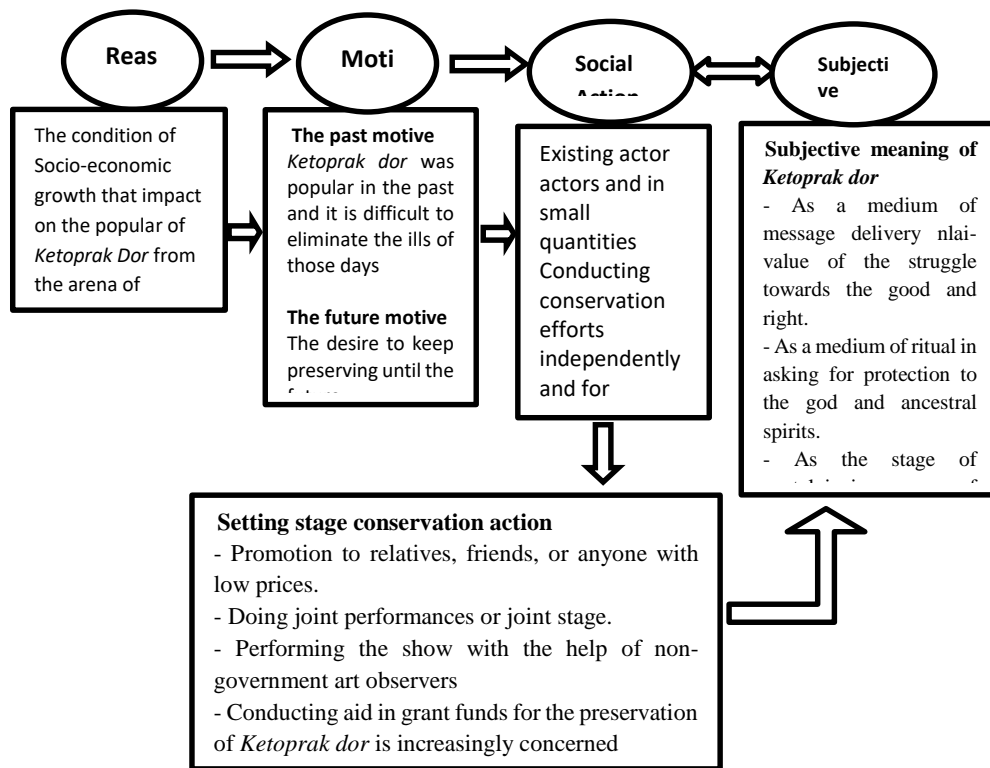 Reas
Moti
Social
Action
Subjecti
ve
The condition of
Socio-economic
growth that impact
on the popular of
Ketoprak Dor from
the arena of
The past motive
Ketoprak dor was
popular in the past
and it is difficult to
eliminate the ills of
those days
The future motive
The desire to keep
preserving until the
Existing actor
actors and in
small
quantities
Conducting
conservation
efforts
independently
and for
Subjective meaning of
Ketoprak dor
- As a medium of
message delivery nlai-
value of the struggle
towards the good and
right.
- As a medium of ritual in
asking for protection to
the god and ancestral
spirits.
- As the stage of
Setting stage conservation action
- Promotion to relatives, friends, or anyone with
low prices.
- Doing joint performances or joint stage.
- Performing the show with the help of non-
government art observers
- Conducting aid in grant funds for the preservation
of Ketoprak dor is increasingly concerned